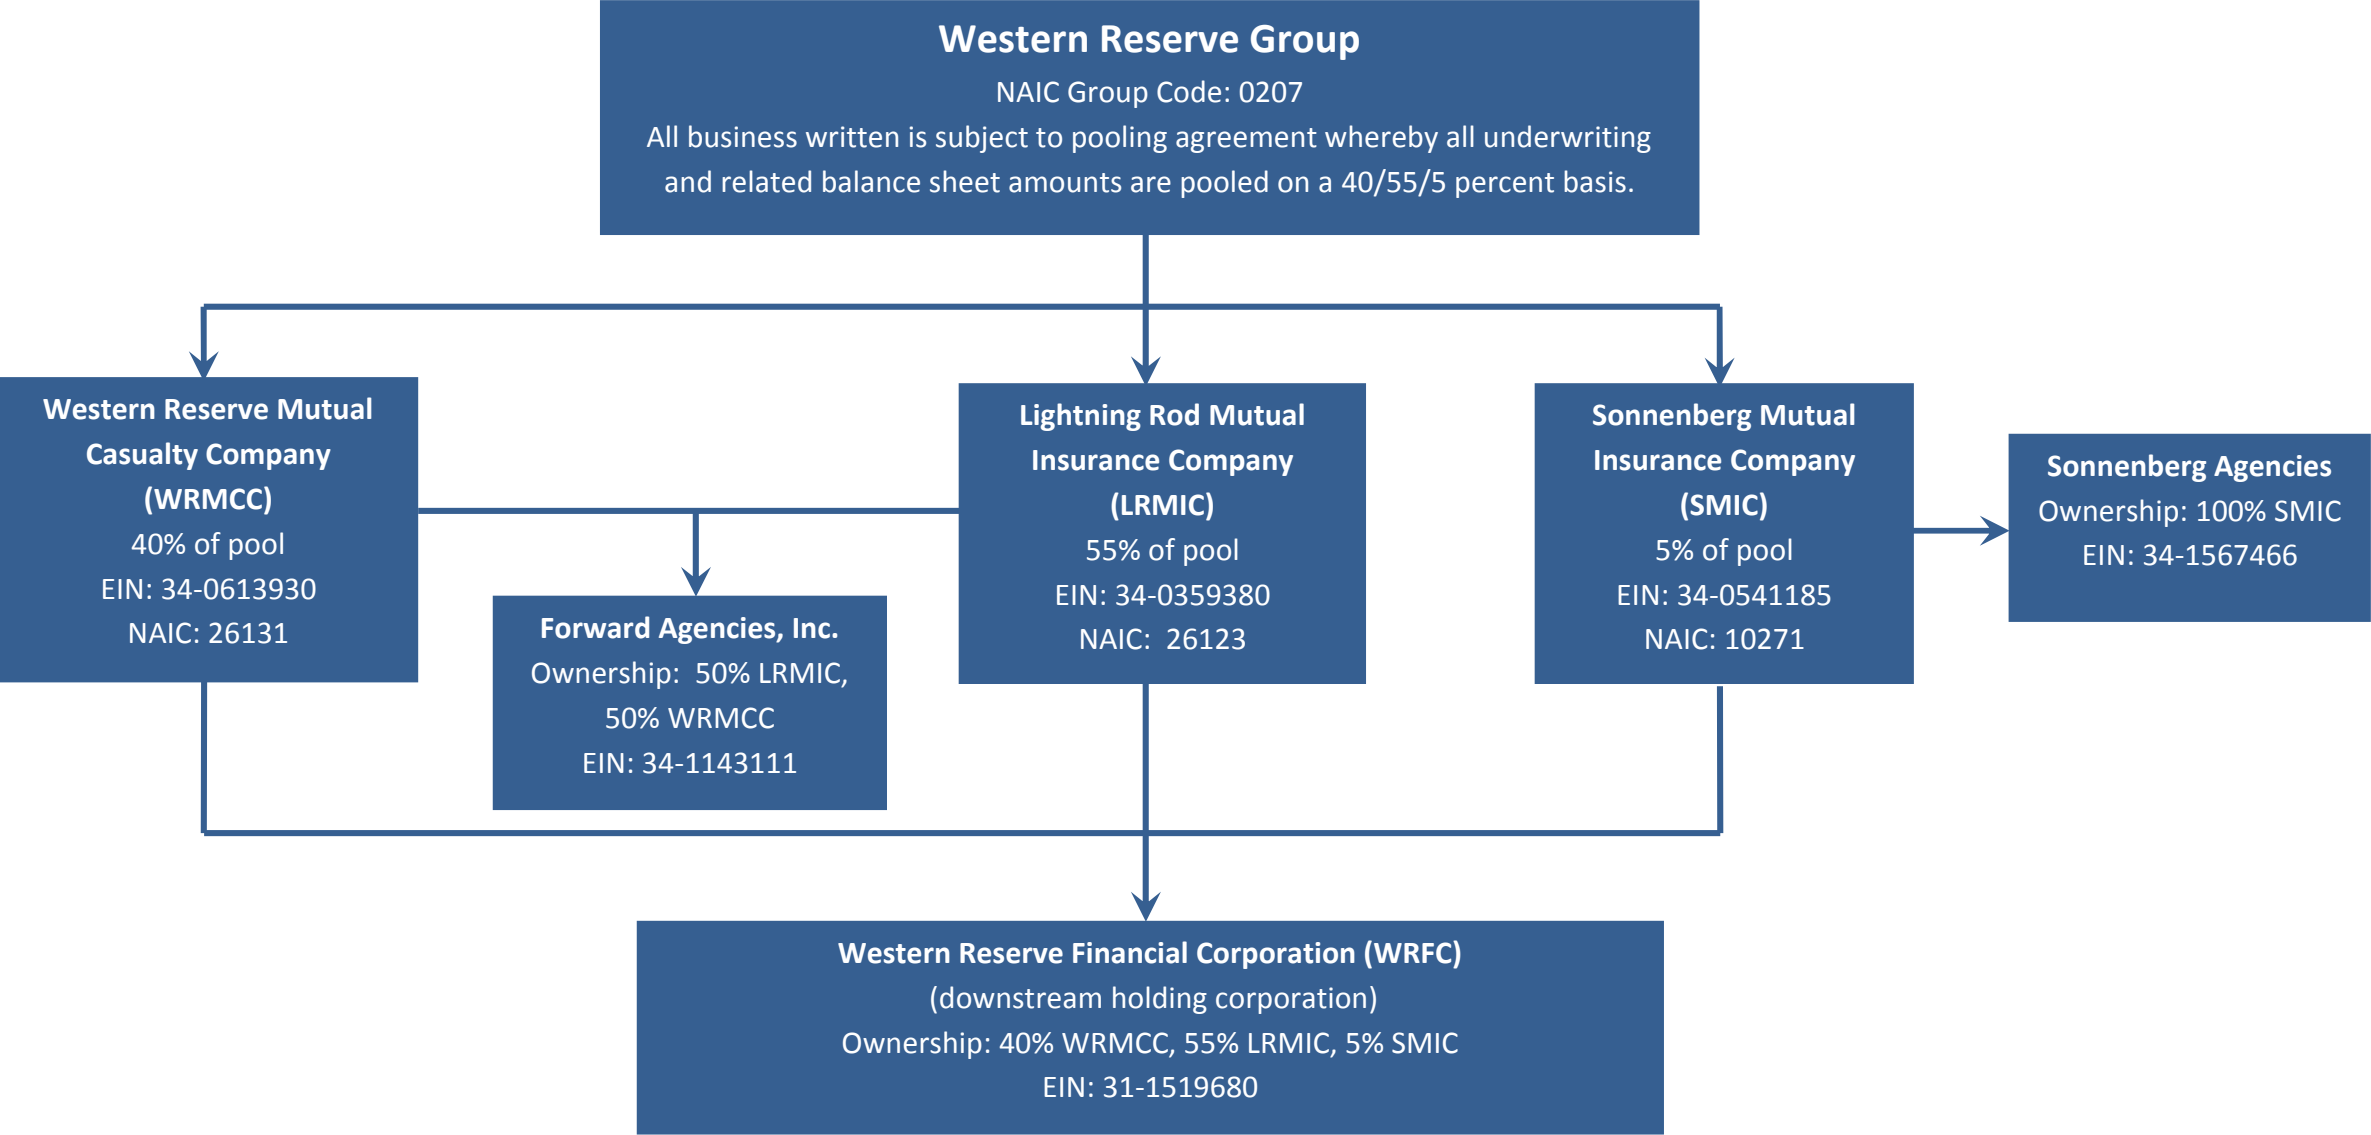 Western Reserve Group
NAIC Group Code: 0207
All business written is subject to pooling agreement whereby all underwriting
and related balance sheet amounts are pooled on a 40/55/5 percent basis.
Western Reserve Mutual
Casualty Company
(WRMCC)
40% of pool
EIN: 34-0613930
NAIC: 26131
Forward Agencies, Inc.
Ownership:  50% LRMIC,
50% WRMCC
EIN: 34-1143111
Lightning Rod Mutual
Insurance Company
(LRMIC)
55% of pool
EIN: 34-0359380
NAIC:  26123
Sonnenberg Mutual
Insurance Company
(SMIC)
5% of pool
EIN: 34-0541185
NAIC: 10271
Sonnenberg Agencies
Ownership: 100% SMIC
EIN: 34-1567466
Western Reserve Financial Corporation (WRFC)
(downstream holding corporation)
Ownership: 40% WRMCC, 55% LRMIC, 5% SMIC
EIN: 31-1519680